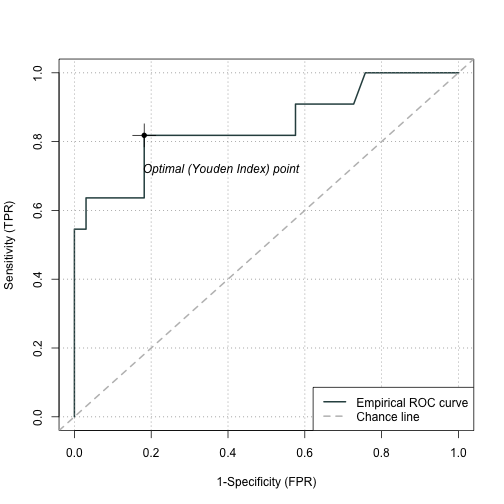 1.0
0.8
0.6
0.4
0.2
0.0
Sensitivity (TPR)
Optimal (Youden Index) point
Empirical ROC curve
Chance line
0.0 0.2 0.4 0.6 0.8 1.0
1-Specificity (FPR)